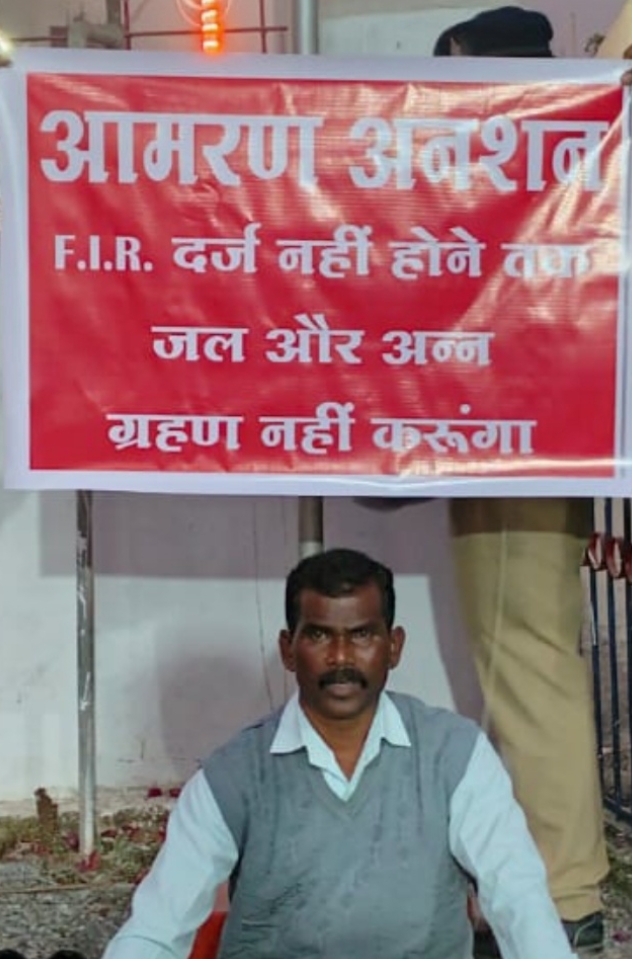 आमरण अनशन
F.I.R. दर्ज नहीं होने तक
जल और अन्न
ग्रहण नहीं करूंगा